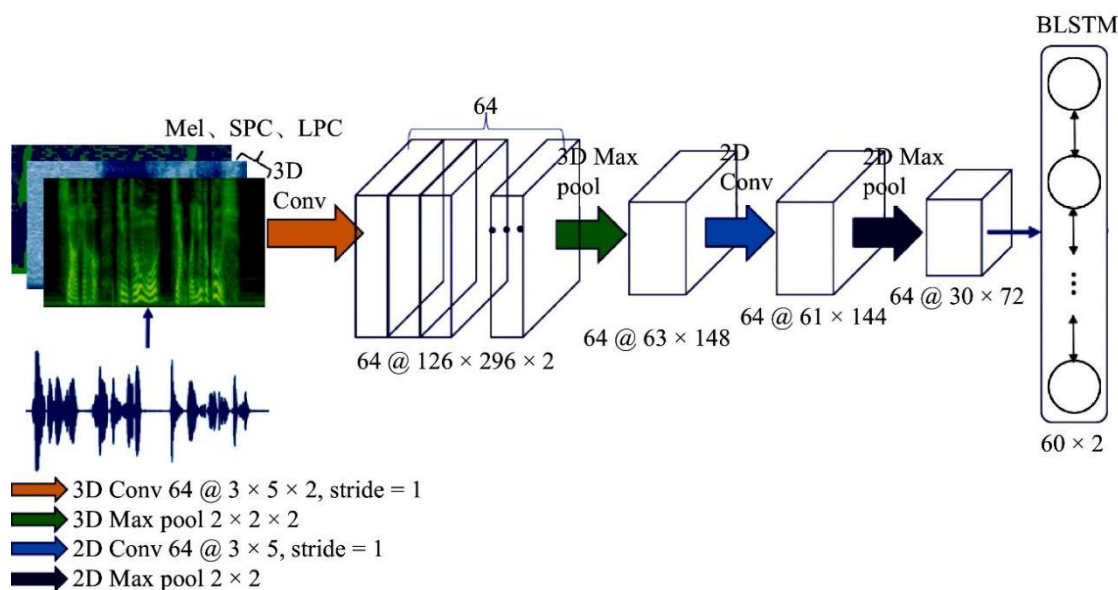 BLSTM
64
Mel、SPC、LPC
3D
Conv
3D Max
pool
2D
Conv
2D Max
pool
...
64 @ 126 × 296 × 2
64 @ 63 × 148
64 @ 61 × 144
64 @ 30 × 72
60 × 2
3D Conv 64 @ 3 × 5 × 2, stride = 1
3D Max pool 2 × 2 × 2
2D Conv 64 @ 3 × 5, stride = 1
2D Max pool 2 × 2